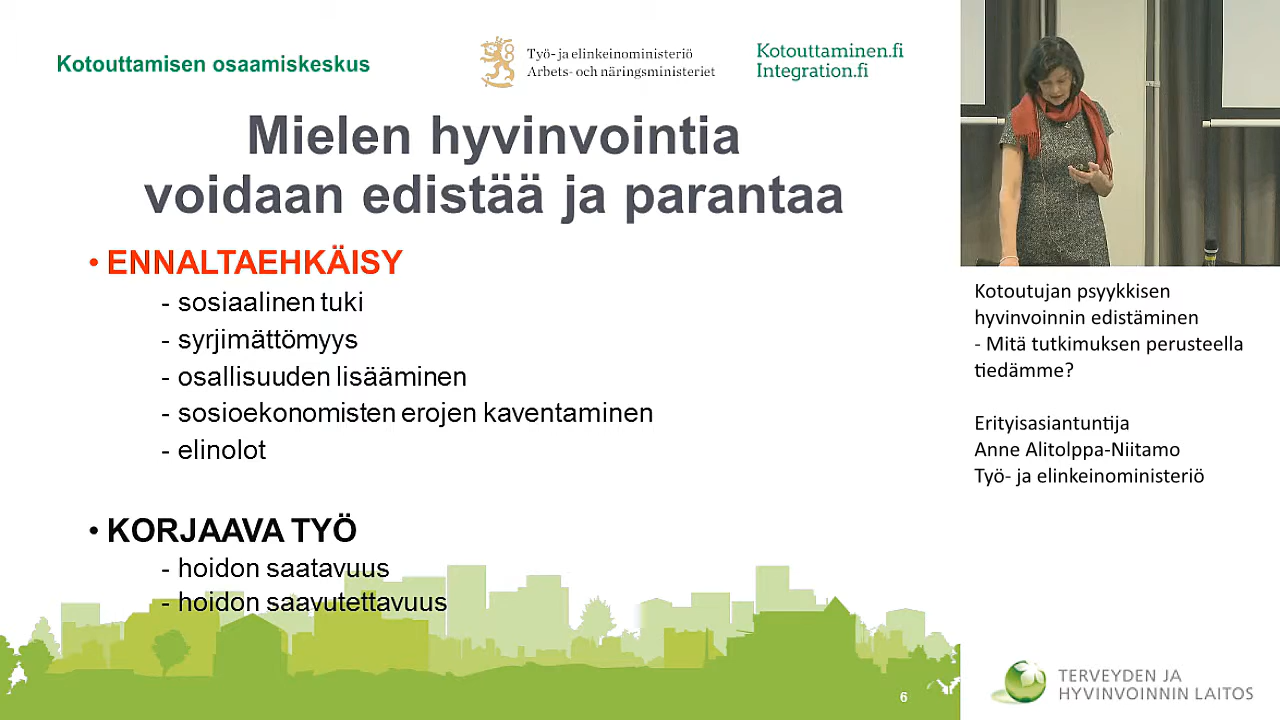 Kotouttamisen osaamiskeskus
Työ- ja elinkeinoministeriö
Arbets- och näringsministeriet
Kotouttaminen.fi
Integration.fi
Mielen hyvinvointia
voidaan edistää ja parantaa
• ENNALTAEHKÄISY
- sosiaalinen tuki
- syrjimättömyys
- osallisuuden lisääminen
- sosioekonomisten erojen kaventaminen
- elinolot
• KORJAAVA TYÖ
- hoidon saatavuus
- hoidon saavutettavuus
6
Kotoutujan psyykkisen
hyvinvoinnin edistäminen
- Mitä tutkimuksen perusteella
tiedämme?
Erityisasiantuntija
Anne Alitolppa-Niitamo
Työ- ja elinkeinoministeriö
TERVEYDEN JA
HYVINVOINNIN LAITOS